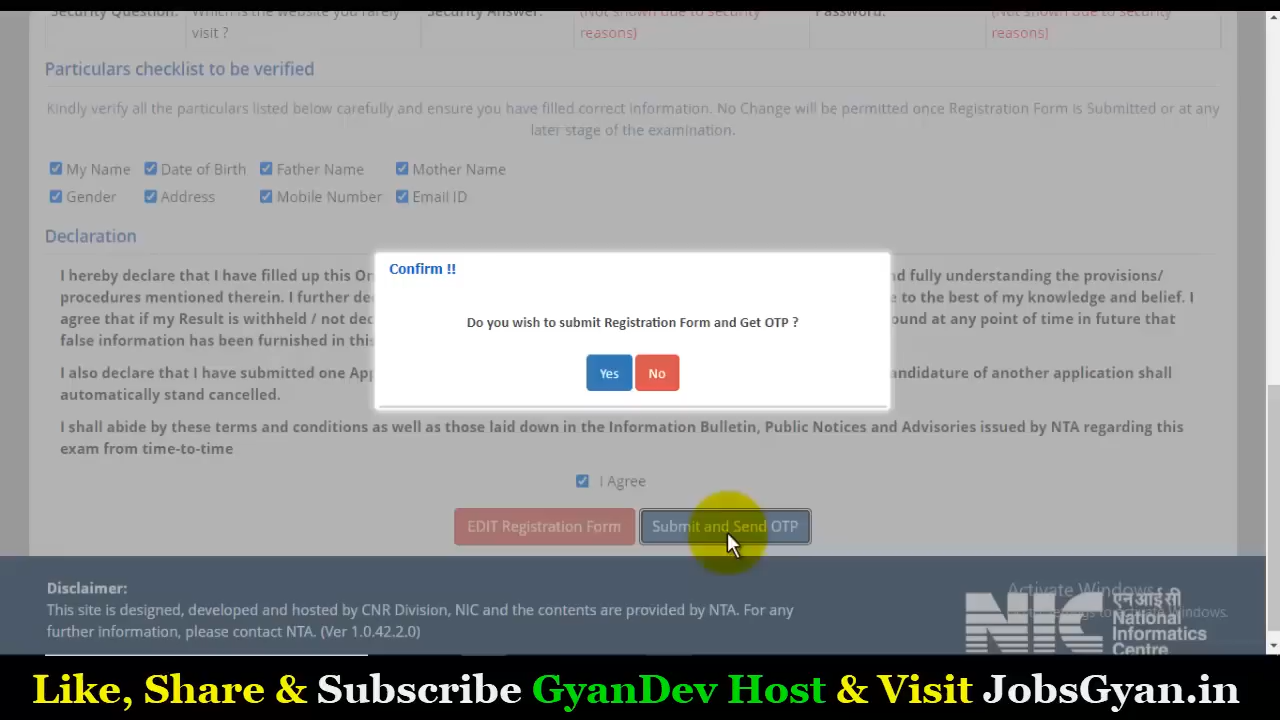 Security Question: Which is the website you rarely Security Answer: (Not shown due to security Password: (Not shown due to security
visit ? reasons) reasons)
Particulars checklist to be verified
Kindly verify all the particulars listed below carefully and ensure you have filled correct information. No Change will be permitted once Registration Form is Submitted or at any
later stage of the examination.
My Name Date of Birth Father Name Mother Name
Gender Address Mobile Number Email ID
Declaration
I hereby declare that I have filled up this On d fully understanding the provisions/
procedures mentioned therein. I further de e to the best of my knowledge and belief. I
agree that if my Result is withheld / not dec ound at any point of time in future that
false information has been furnished in this
Confirm !!
Do you wish to submit Registration Form and Get OTP ?
Yes No
I also declare that I have submitted one App andidature of another application shall
automatically stand cancelled.
I shall abide by these terms and conditions as well as those laid down in the Information Bulletin, Public Notices and Advisories issued by NTA regarding this
exam from time-to-time
I Agree
EDIT Registration Form Submit and Send OTP
Disclaimer:
This site is designed, developed and hosted by CNR Division, NIC and the contents are provided by NTA. For any
further information, please contact NTA. (Ver 1.0.42.2.0)
Activate Windows
Windows.
NIC एन आई सी
National
Informatics
Centre
Like, Share & Subscribe GyanDev Host & Visit JobsGyan.in